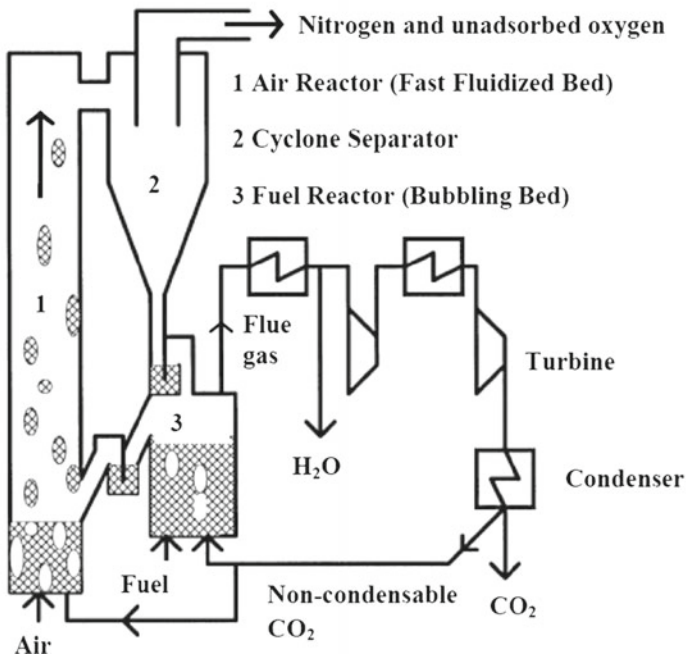 Nitrogen and unadsorbed oxygen
1 Air Reactor (Fast Fluidized Bed)
2 Cyclone Separator
3 Fuel Reactor (Bubbling Bed)
2
1
Flue
gas
Turbine
3
H₂O
Condenser
Fuel
Non-condensable
CO₂
CO₂
Air